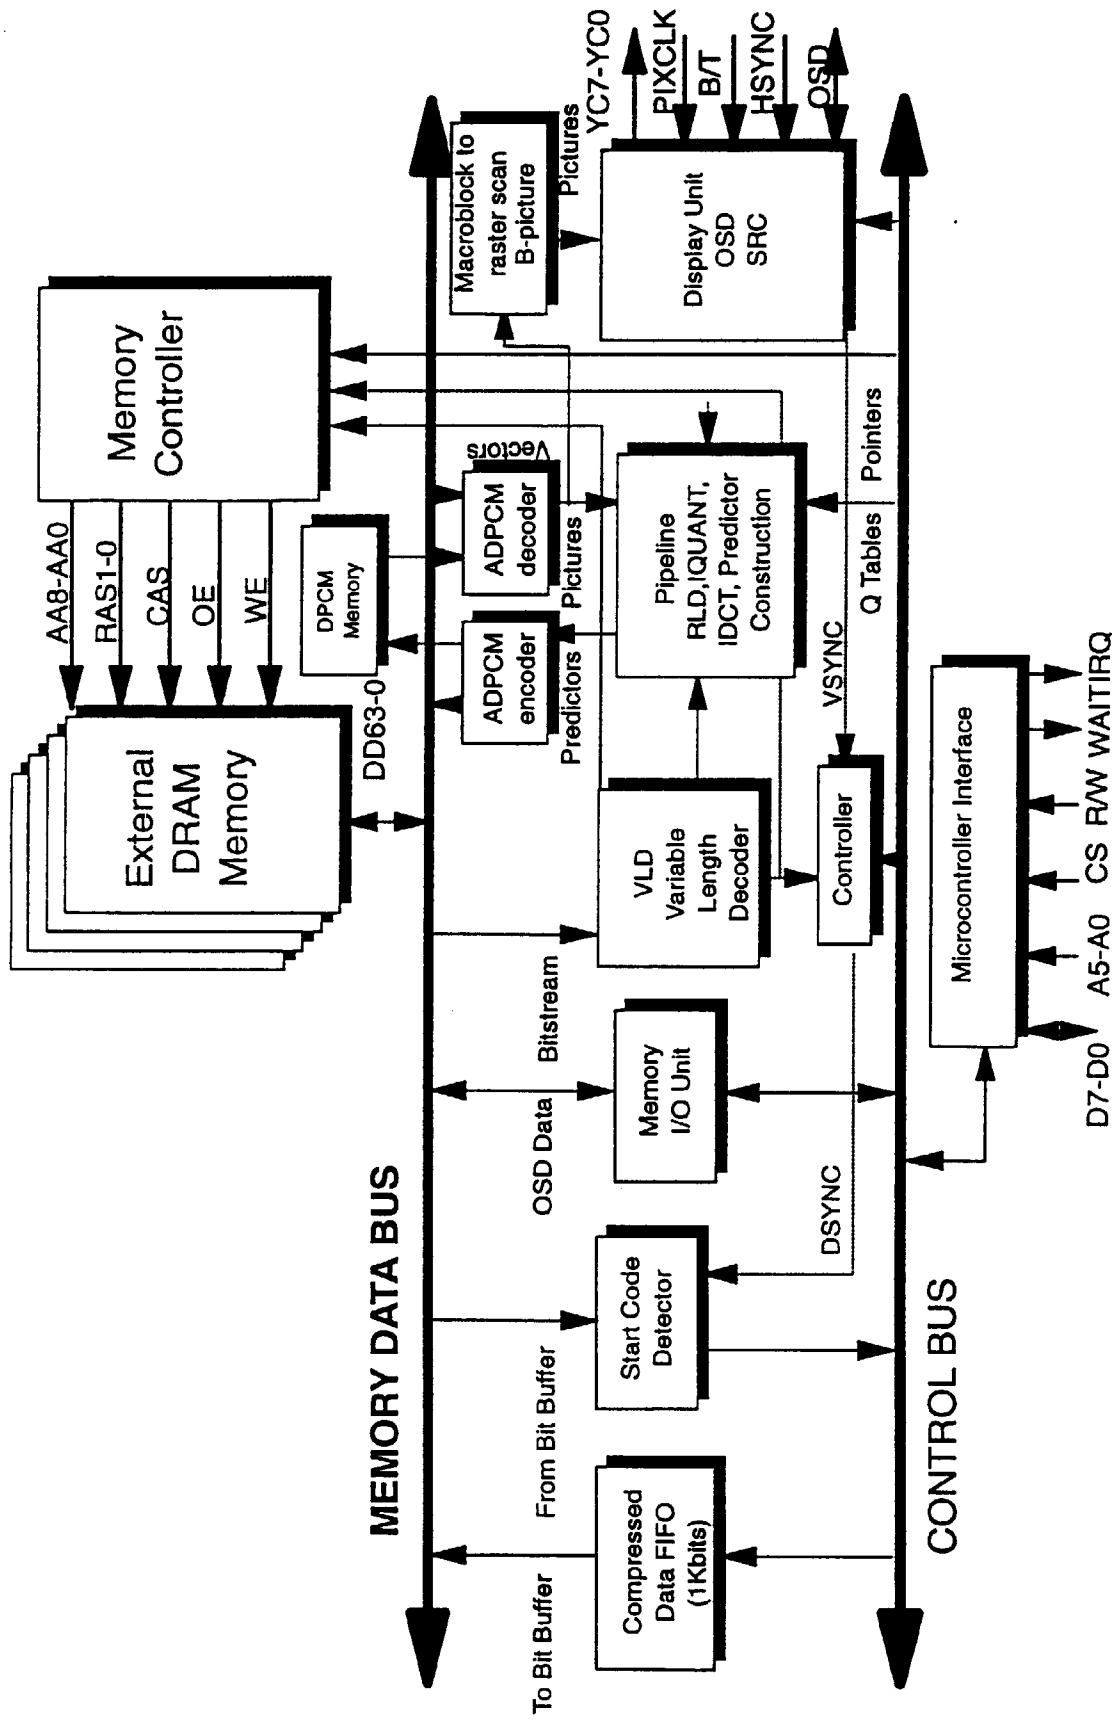 External
DRAM
Memory
AA8-AA0
RAS1-0
CAS
OE
WE
Memory
Controller
DD63-0
DPCM
Memory
MEMORY DATA BUS
To Bit Buffer
From Bit Buffer
OSD Data
Bitstream
Predictors
Pictures
Vectors
Pictures
ADPCM
encoder
ADPCM
decoder
Macroblock to
raster scan
B-picture
Compressed
Data FIFO
(1Kbits)
Start Code
Detector
Memory
I/O Unit
VLD
Variable
Length
Decoder
Pipeline
RLD,IQUANT,
IDCT, Predictor
Construction
Display Unit
OSD
SRC
YC7-YC0
PIXCLK
B/T
HSYNC
OSD
DSYNC
Controller
VSYNC
Q Tables
Pointers
CONTROL BUS
Microcontroller Interface
D7-D0
A5-A0
CS
R/W
WAIT
IRQ